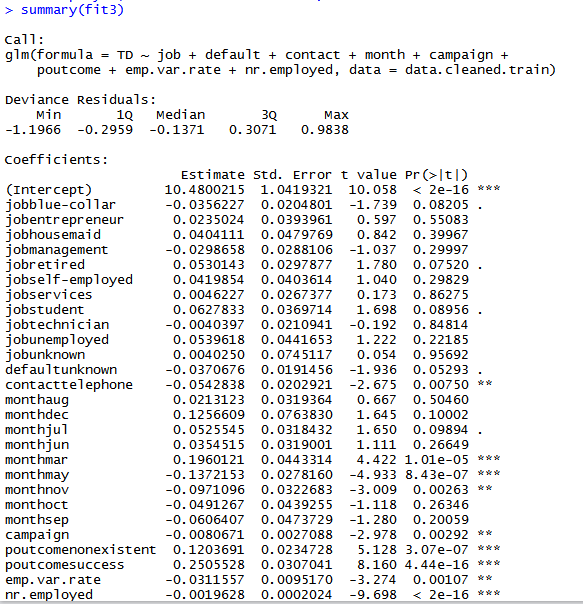 > summary(fit3)
Call:
glm(formula = TD ~ job + default + contact + month + campaign +
poutcome + emp.var.rate + nr.employed, data = data.cleaned.train)
Deviance Residuals:
Min 1Q Median 3Q Max
-1.1966 -0.2959 -0.1371 0.3071 0.9838
Coefficients:
Estimate Std. Error t value Pr(>|t|)
(Intercept) 10.4800215 1.0419321 10.058 < 2e-16 ***
jobblue-collar -0.0356227 0.0204801 -1.739 0.08205 .
jobentrepreneur 0.0235024 0.0393961 0.597 0.55083
jobhousemaid 0.0404111 0.0479769 0.842 0.39967
jobmanagement -0.0298658 0.0288106 -1.037 0.29997
jobretired 0.0530143 0.0297877 1.780 0.07520 .
jobself-employed 0.0419854 0.0403614 1.040 0.29829
jobservices 0.0046227 0.0267377 0.173 0.86275
jobstudent 0.0627833 0.0369714 1.698 0.08956 .
jobtechnician -0.0040397 0.0210941 -0.192 0.84814
jobunemployed 0.0539618 0.0441653 1.222 0.22185
jobunknown 0.0040250 0.0745117 0.054 0.95692
defaultunknown -0.0370676 0.0191456 -1.936 0.05293 .
contacttelephone -0.0542838 0.0202921 -2.675 0.00750 **
monthaug 0.0213123 0.0319364 0.667 0.50460
monthdec 0.1256609 0.0763830 1.645 0.10002
monthjul 0.0525545 0.0318432 1.650 0.09894 .
monthjun 0.0354515 0.0319001 1.111 0.26649
monthmar 0.1960121 0.0443314 4.422 1.01e-05 ***
monthmay -0.1372153 0.0278160 -4.933 8.43e-07 ***
monthnov -0.0971096 0.0322683 -3.009 0.00263 **
monthoct -0.0491267 0.0439255 -1.118 0.26346
monthsep -0.0606407 0.0473729 -1.280 0.20059
campaign -0.0080671 0.0027088 -2.978 0.00292 **
poutcomenonexistent 0.1203691 0.0234728 5.128 3.07e-07 ***
poutcomesuccess 0.2505528 0.0307041 8.160 4.44e-16 ***
emp.var.rate -0.0311557 0.0095170 -3.274 0.00107 **
nr.employed -0.0019628 0.0002024 -9.698 < 2e-16 ***